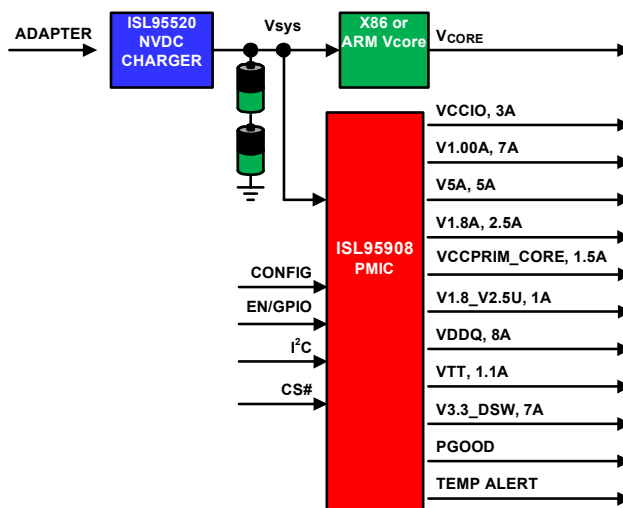 ADAPTER
ISL95520
NVDC
CHARGER
Vsys
X86 or
ARM Vcore
VCORE
ISL95908
PMIC
CONFIG
EN/GPIO
I²C
CS#
VCCIO, 3A
V1.00A, 7A
V5A, 5A
V1.8A, 2.5A
VCCPRIM_CORE, 1.5A
V1.8_V2.5U, 1A
VDDQ, 8A
VTT, 1.1A
V3.3_DSW, 7A
PGOOD
TEMP ALERT